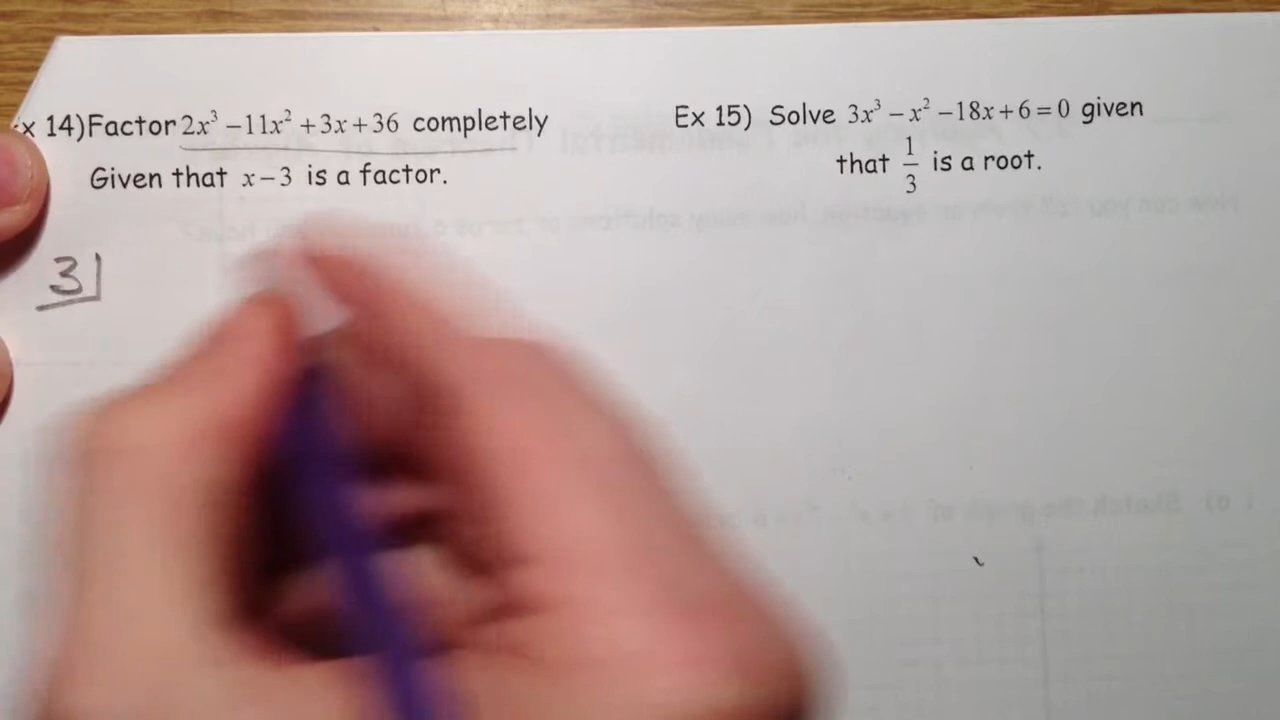 x 14) Factor 2x³ − 11x² + 3x + 36 completely
Given that x − 3 is a factor.
3
Ex 15) Solve 3x³ − x² − 18x + 6 = 0 given
that 1/3 is a root.